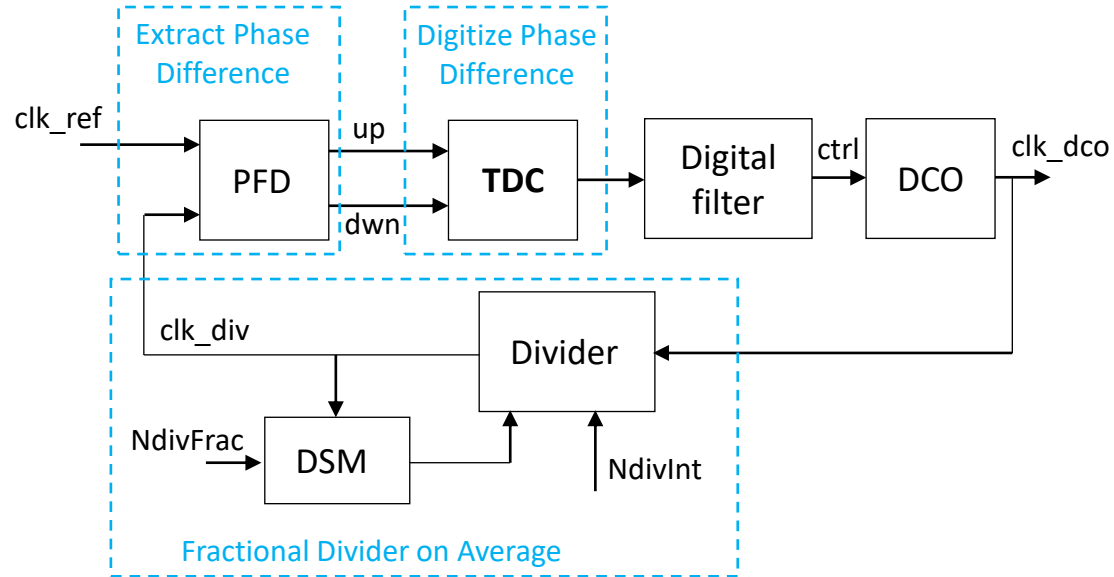 Extract Phase
Difference
Digitize Phase
Difference
clk_ref
PFD
up
dwn
TDC
Digital
filter
ctrl
DCO
clk_dco
clk_div
Divider
NdivFrac
DSM
NdivInt
Fractional Divider on Average